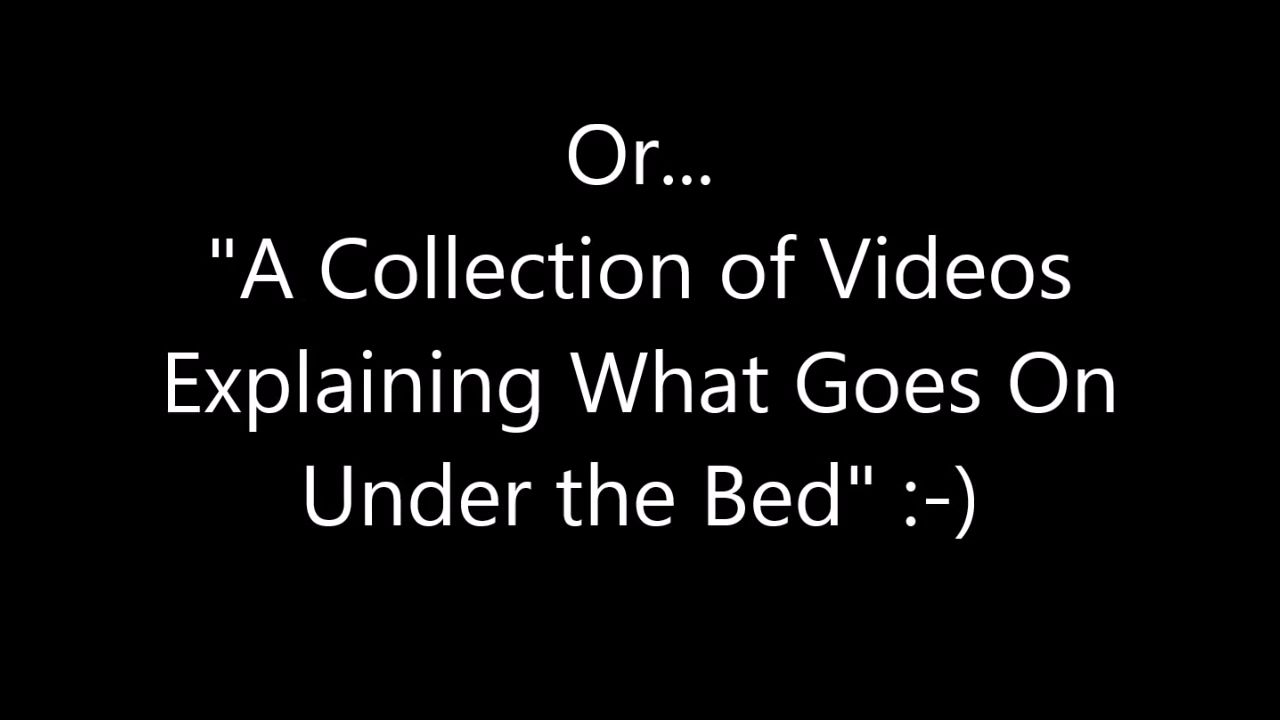 Or...
"A Collection of Videos
Explaining What Goes On
Under the Bed" :-)